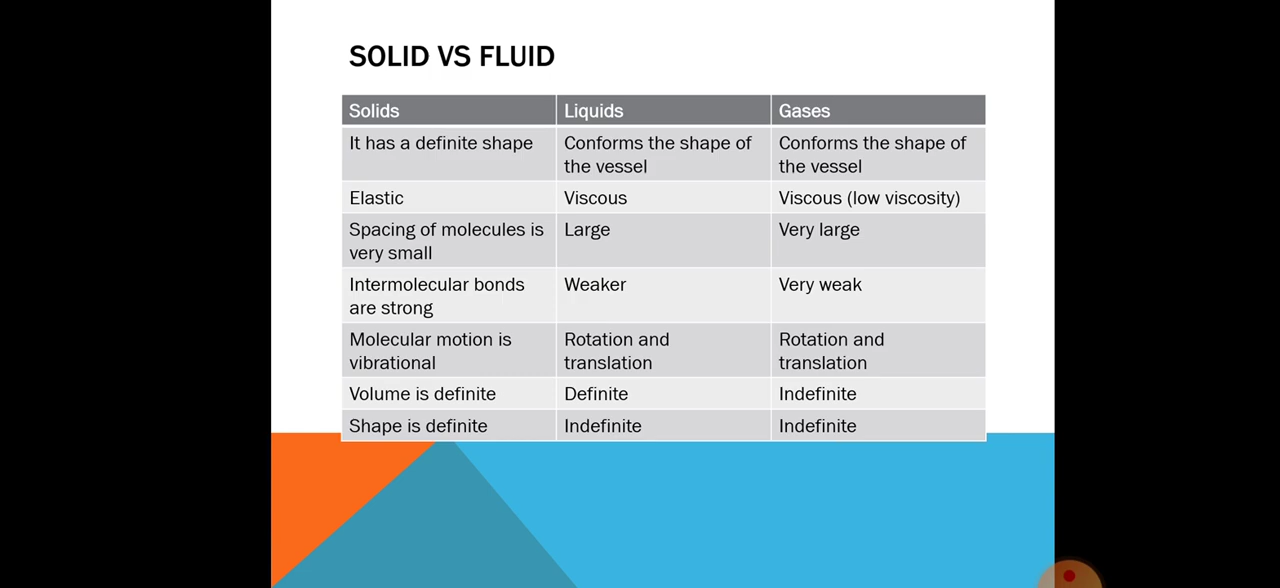 SOLID VS FLUID
Solids Liquids Gases
It has a definite shape Conforms the shape of Conforms the shape of
the vessel the vessel
Elastic Viscous Viscous (low viscosity)
Spacing of molecules is Large Very large
very small
Intermolecular bonds Weaker Very weak
are strong
Molecular motion is Rotation and Rotation and
vibrational translation translation
Volume is definite Definite Indefinite
Shape is definite Indefinite Indefinite